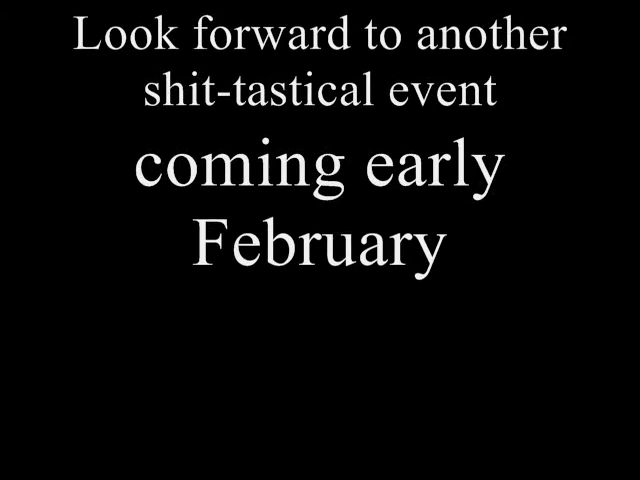 Look forward to another
shit-tastical event
coming early
February